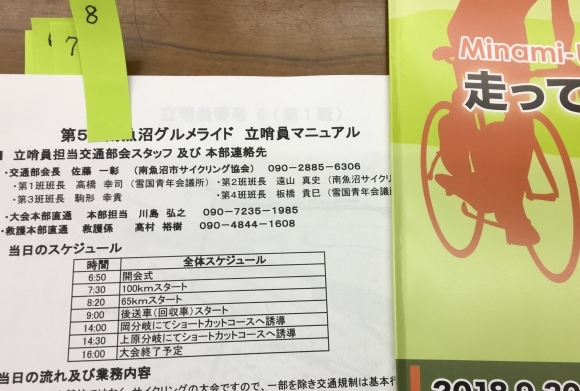 8
7
第5 南魚沼グルメライド 立哨員マニュアル
立哨員担当交通部会スタッフ 及び 本部連絡先
・交通部会長 佐藤 一彰 (南魚沼市サイクリング協会) 090-2885-6306
・第1班班長 高橋 幸司 (雪国青年会議所) ・第2班班長 遠山 真史 (南魚沼サイクリ
・第3班班長 駒形 幸貴 ・第4班班長 板橋 貴巳 (雪国青年会議
・大会本部直通 本部担当 川島 弘之 090-7235-1985
・救護本部直通 救護係 高村 裕樹 090-4844-1608
当日のスケジュール
時間 全体スケジュール
6:50 開会式
7:30 100kmスタート
8:20 65kmスタート
9:00 後送車(回収車)スタート
14:00 岡分岐にてショートカットコースへ誘導
14:30 上原分岐にてショートカットコースへ誘導
16:00 大会終了予定
当日の流れ及び業務内容
サイクリングの大会ですので、一部を除き交通規制は基本行
Minami-u
走って